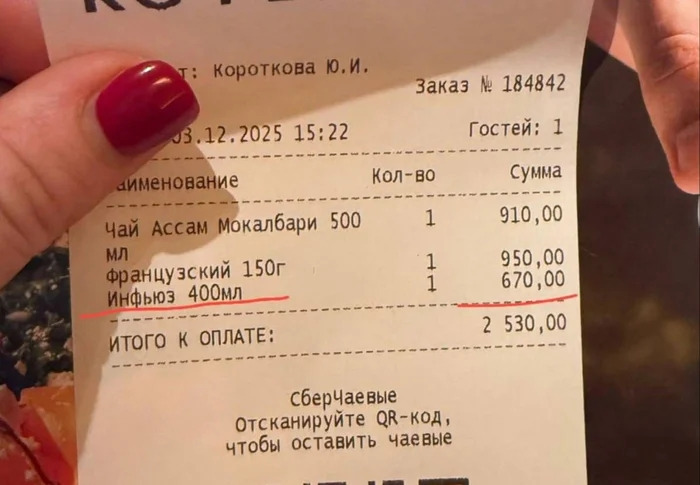 т: Короткова Ю.И.
Заказ № 184842
03.12.2025 15:22 Гостей: 1
аименование Кол-во Сумма
Чай Ассам Мокалбари 500 1 910,00
мл
Французский 150г 1 950,00
Инфьюз 400мл 1 670,00
ИТОГО К ОПЛАТЕ: 2 530,00
СберЧаевые
Отсканируйте QR-код,
чтобы оставить чаевые